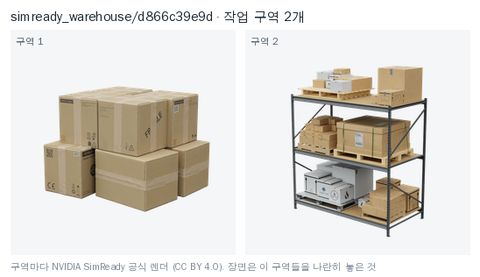 simready_warehouse/d866c39e9d · 작업 구역 2개
구역 1
구역 2
구역마다 NVIDIA SimReady 공식 렌더 (CC BY 4.0). 장면은 이 구역들을 나란히 놓은 것